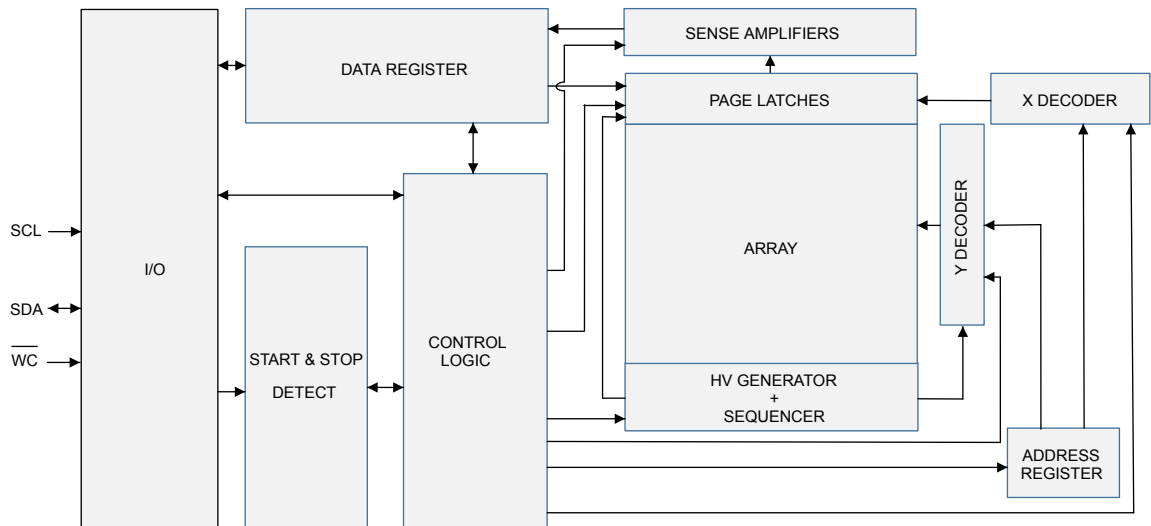 SENSE AMPLIFIERS
DATA REGISTER
PAGE LATCHES
X DECODER
Y DECODER
SCL
I/O
ARRAY
SDA
START & STOP
DETECT
CONTROL
LOGIC
WC
HV GENERATOR
+
SEQUENCER
ADDRESS
REGISTER